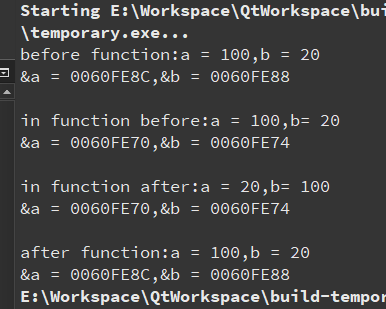 Starting E:\Workspace\QtWorkspace\bui
\temporary.exe...
before function:a = 100,b = 20
&a = 0060FE8C,&b = 0060FE88
in function before:a = 100,b= 20
&a = 0060FE70,&b = 0060FE74
in function after:a = 20,b= 100
&a = 0060FE70,&b = 0060FE74
after function:a = 100,b = 20
&a = 0060FE8C,&b = 0060FE88
E:\Workspace\QtWorkspace\build-tempor